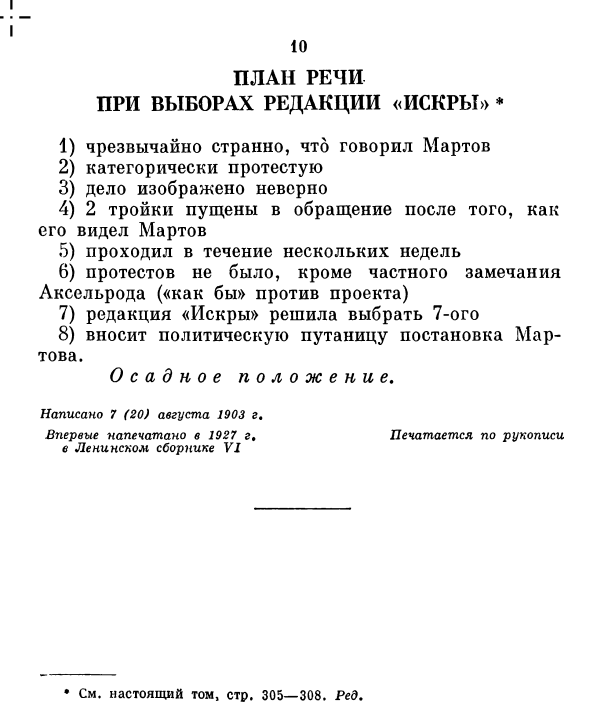 10
ПЛАН РЕЧИ
ПРИ ВЫБОРАХ РЕДАКЦИИ «ИСКРЫ» *
1) чрезвычайно странно, что́ говорил Мартов
2) категорически протестую
3) дело изображено неверно
4) 2 тройки пущены в обращение после того, как
его видел Мартов
5) проходил в течение нескольких недель
6) протестов не было, кроме частного замечания
Аксельрода («как бы» против проекта)
7) редакция «Искры» решила выбрать 7-ого
8) вносит политическую путаницу постановка Мар-
това.
Осадное положение.
Написано 7 (20) августа 1903 г.
Впервые напечатано в 1927 г.
в Ленинском сборнике VI
Печатается по рукописи
* См. настоящий том, стр. 305—308. Ред.